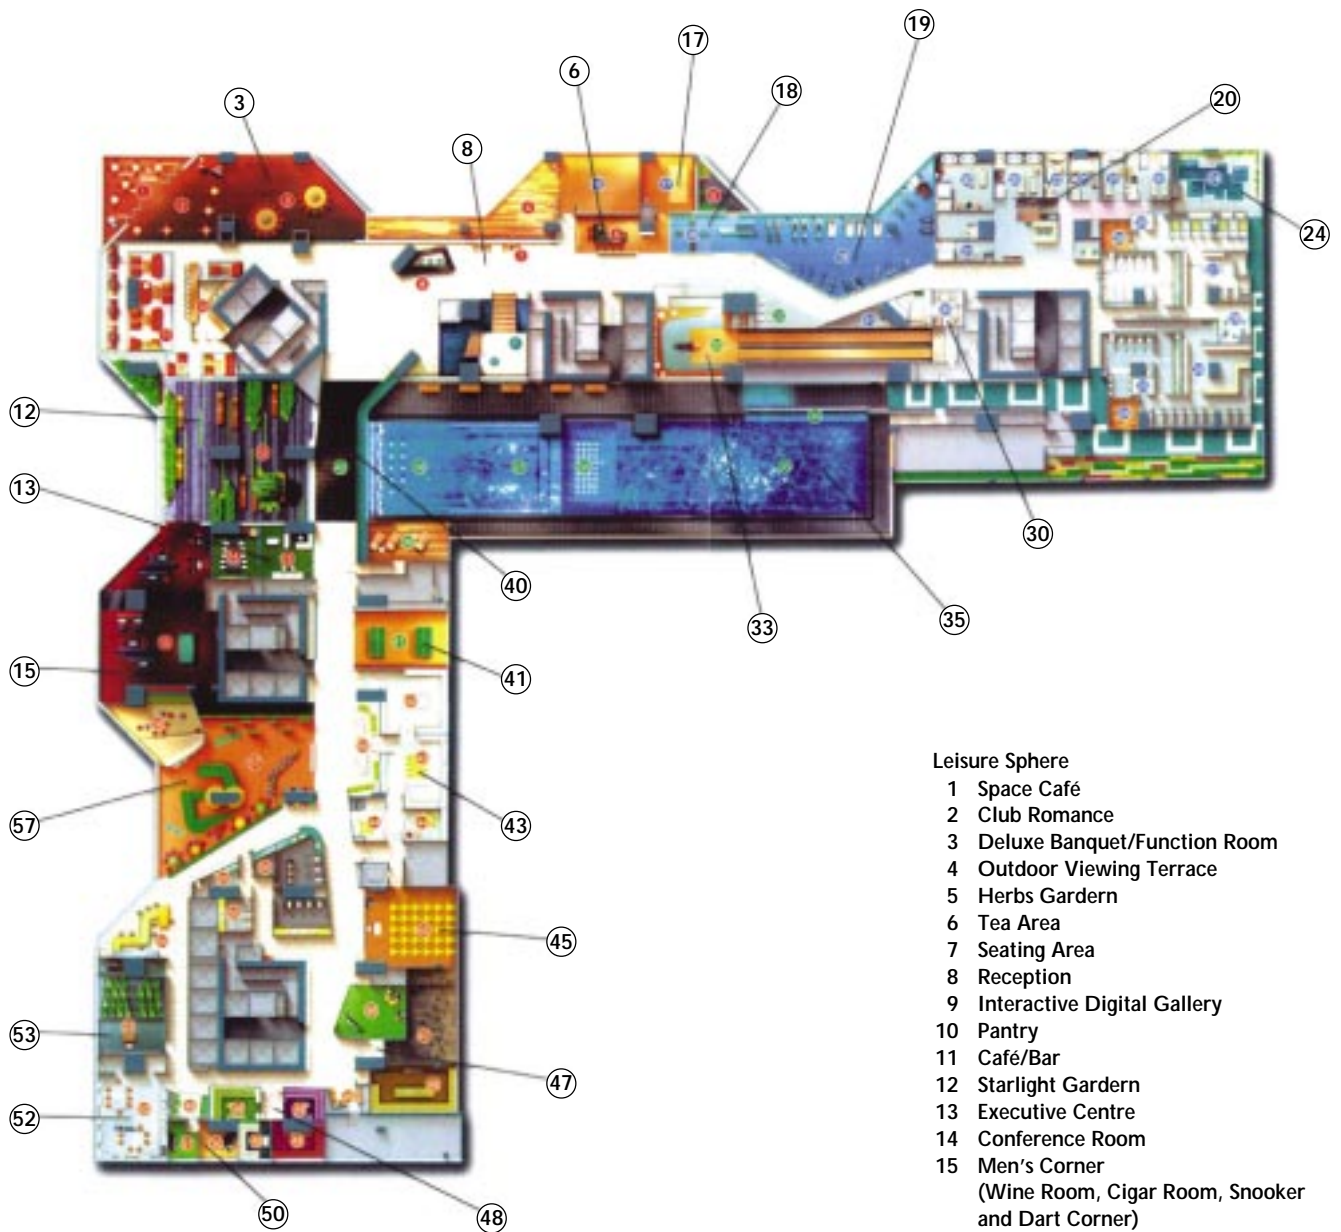 19
17
6
18
20
3
8
24
12
13
30
40
33
35
15
41
57
43
45
53
47
52
50
48
Leisure Sphere
1 Space Café
2 Club Romance
3 Deluxe Banquet/Function Room
4 Outdoor Viewing Terrace
5 Herbs Gardern
6 Tea Area
7 Seating Area
8 Reception
9 Interactive Digital Gallery
10 Pantry
11 Café/Bar
12 Starlight Gardern
13 Executive Centre
14 Conference Room
15 Men's Corner
(Wine Room, Cigar Room, Snooker
and Dart Corner)